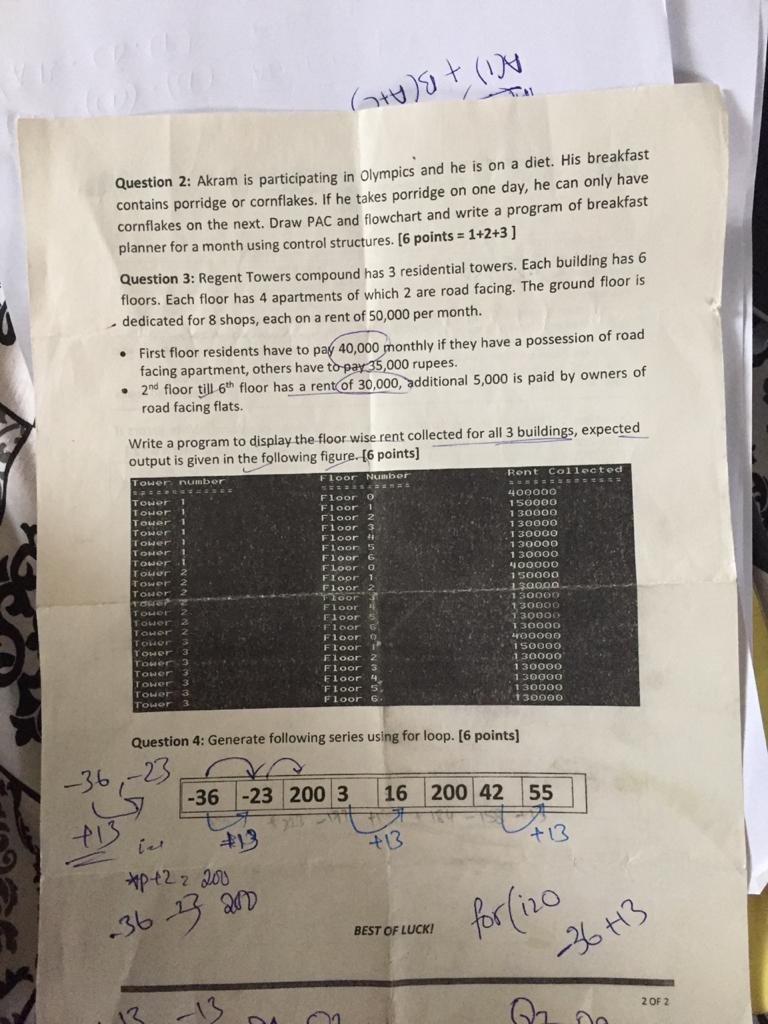 A(1) + B(A+C)
Question 2: Akram is participating in Olympics and he is on a diet. His breakfast
contains porridge or cornflakes. If he takes porridge on one day, he can only have
cornflakes on the next. Draw PAC and flowchart and write a program of breakfast
planner for a month using control structures. [6 points = 1+2+3 ]
Question 3: Regent Towers compound has 3 residential towers. Each building has 6
floors. Each floor has 4 apartments of which 2 are road facing. The ground floor is
dedicated for 8 shops, each on a rent of 50,000 per month.
• First floor residents have to pay 40,000 monthly if they have a possession of road
facing apartment, others have to pay 35,000 rupees.
• 2nd floor till 6th floor has a rent of 30,000, additional 5,000 is paid by owners of
road facing flats.
Write a program to display the floor wise rent collected for all 3 buildings, expected
output is given in the following figure. [6 points]
Tower number Floor Number Rent Collected
============= ============ ===============
Tower 1 Floor 0 400000
Tower 1 Floor 1 150000
Tower 1 Floor 2 130000
Tower 1 Floor 3 130000
Tower 1 Floor 4 130000
Tower 1 Floor 5 130000
Tower 1 Floor 6 130000
Tower 2 Floor 0 400000
Tower 2 Floor 1 150000
Tower 2 Floor 2 130000
Tower 2 Floor 3 130000
Tower 2 Floor 4 130000
Tower 2 Floor 5 130000
Tower 2 Floor 6 130000
Tower 3 Floor 0 400000
Tower 3 Floor 1 150000
Tower 3 Floor 2 130000
Tower 3 Floor 3 130000
Tower 3 Floor 4 130000
Tower 3 Floor 5 130000
Tower 3 Floor 6 130000
Question 4: Generate following series using for loop. [6 points]
-36, -23
-36 -23 200 3 16 200 42 55
+13 +13 +13 +13
*p+2 = 200
-36 -23 200
for(i=0
-36+13
BEST OF LUCK!
2 OF 2
13 -13